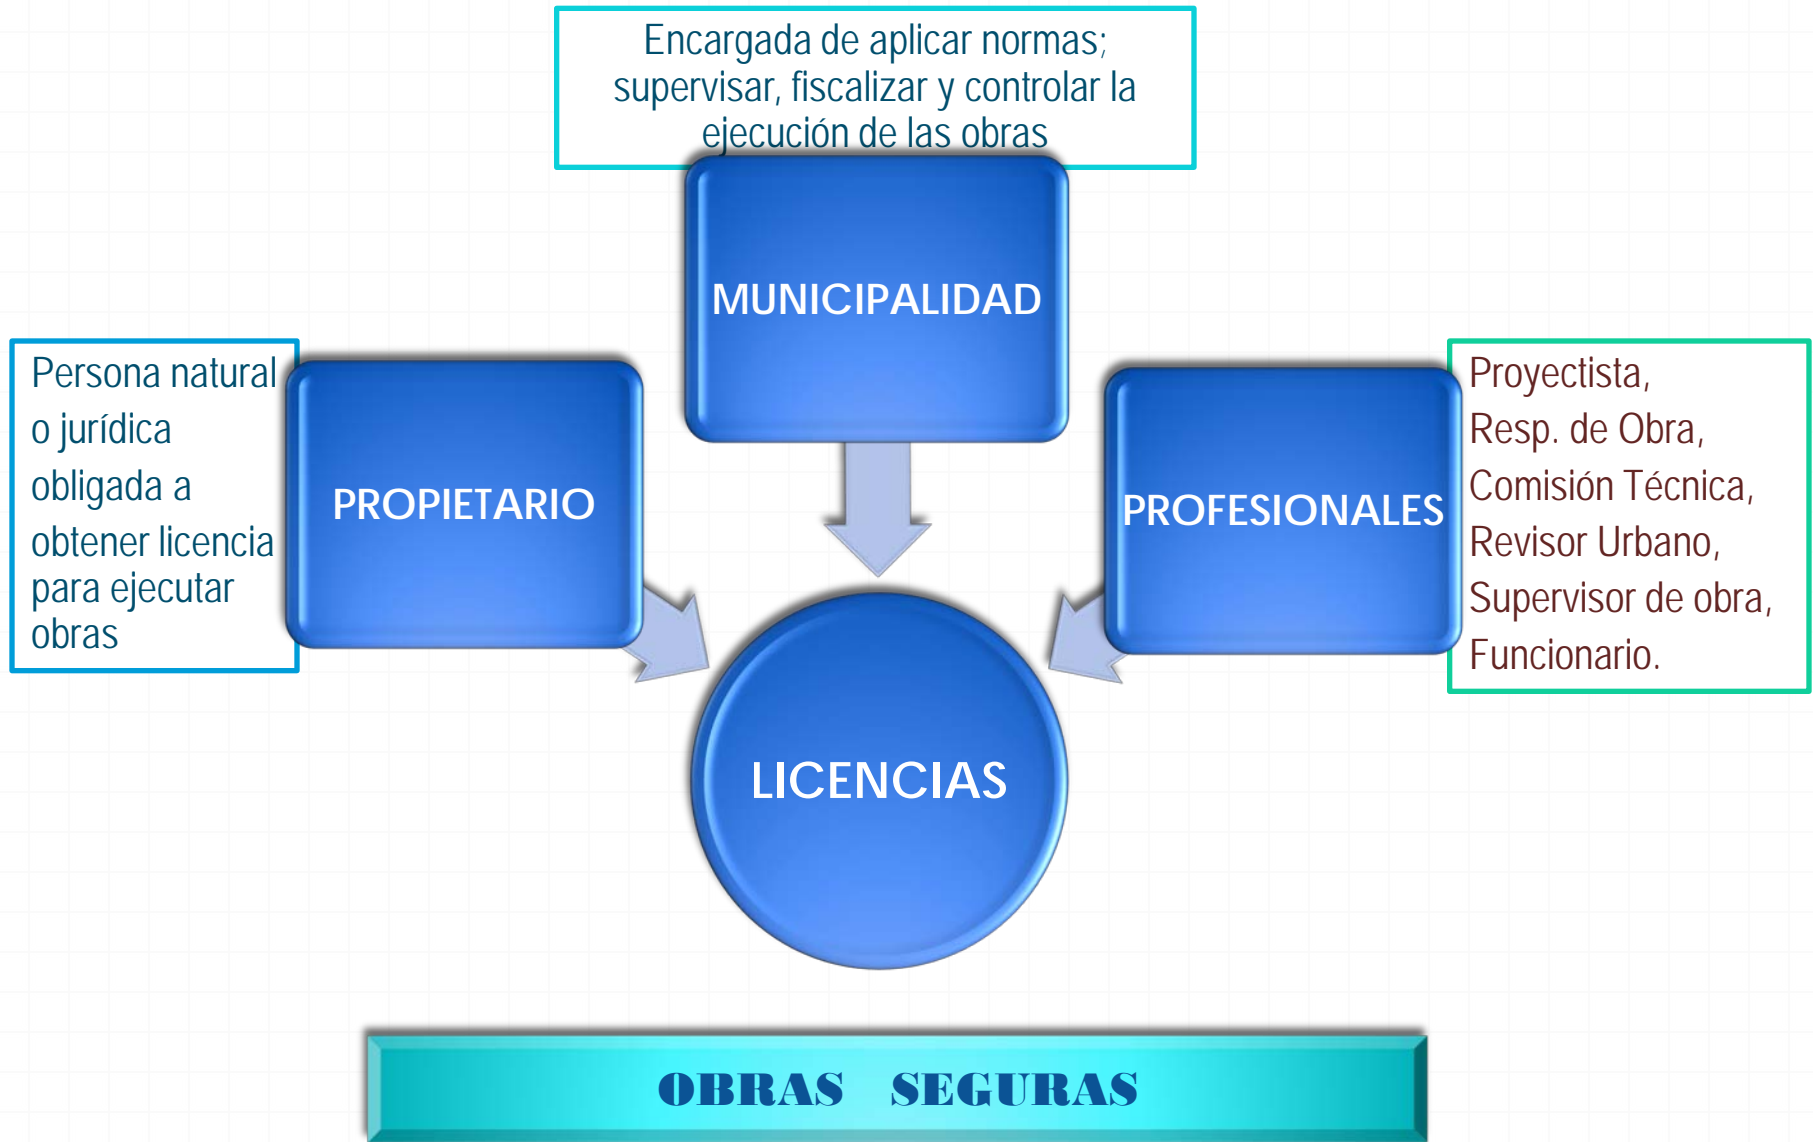 Encargada de aplicar normas;
supervisar, fiscalizar y controlar la
ejecución de las obras
MUNICIPALIDAD
Persona natural
o jurídica
obligada a
obtener licencia
para ejecutar
obras
PROPIETARIO
PROFESIONALES
Proyectista,
Resp. de Obra,
Comisión Técnica,
Revisor Urbano,
Supervisor de obra,
Funcionario.
LICENCIAS
OBRAS SEGURAS